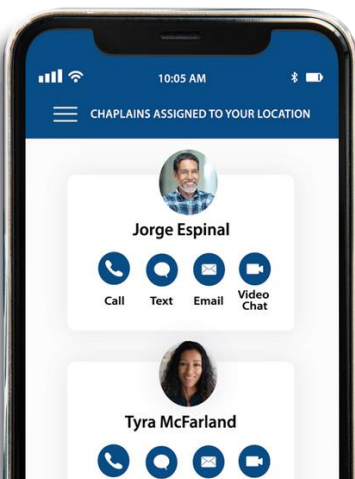 10:05 AM
CHAPLAINS ASSIGNED TO YOUR LOCATION
Jorge Espinal
Call Text Email Video Chat
Tyra McFarland